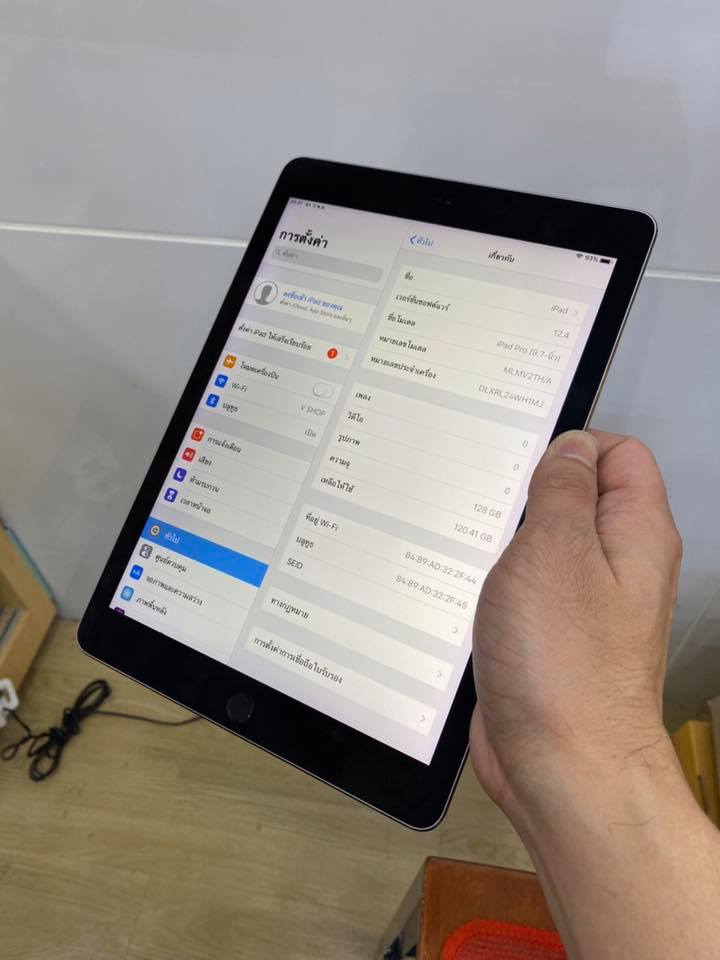 การตั้งค่า
ค้นหา
ลงชื่อเข้า iPad ของคุณ
ตั้งค่า iCloud, App Store และอื่นๆ
ตั้งค่า iPad ให้เสร็จเรียบร้อย 1
โหมดเครื่องบิน
Wi-Fi V SHOP
บลูทูธ เปิด
การแจ้งเตือน
เสียง
ห้ามรบกวน
เวลาหน้าจอ
ทั่วไป
ศูนย์ควบคุม
จอภาพและความสว่าง
ภาพพื้นหลัง
ทั่วไป
เกี่ยวกับ
93%
ชื่อ iPad
เวอร์ชั่นซอฟต์แวร์ 12.4
ชื่อโมเดล iPad Pro (9.7-นิ้ว)
หมายเลขโมเดล MLMV2TH/A
หมายเลขประจำเครื่อง DLXRL24WH1MJ
เพลง 0
วิดีโอ 0
รูปภาพ 0
ความจุ 128 GB
เหลือให้ใช้ 120.41 GB
ที่อยู่ Wi-Fi 84:89:AD:32:2F:44
บลูทูธ 84:89:AD:32:2F:45
SEID
ทางกฎหมาย
การตั้งค่าการเชื่อถือใบรับรอง